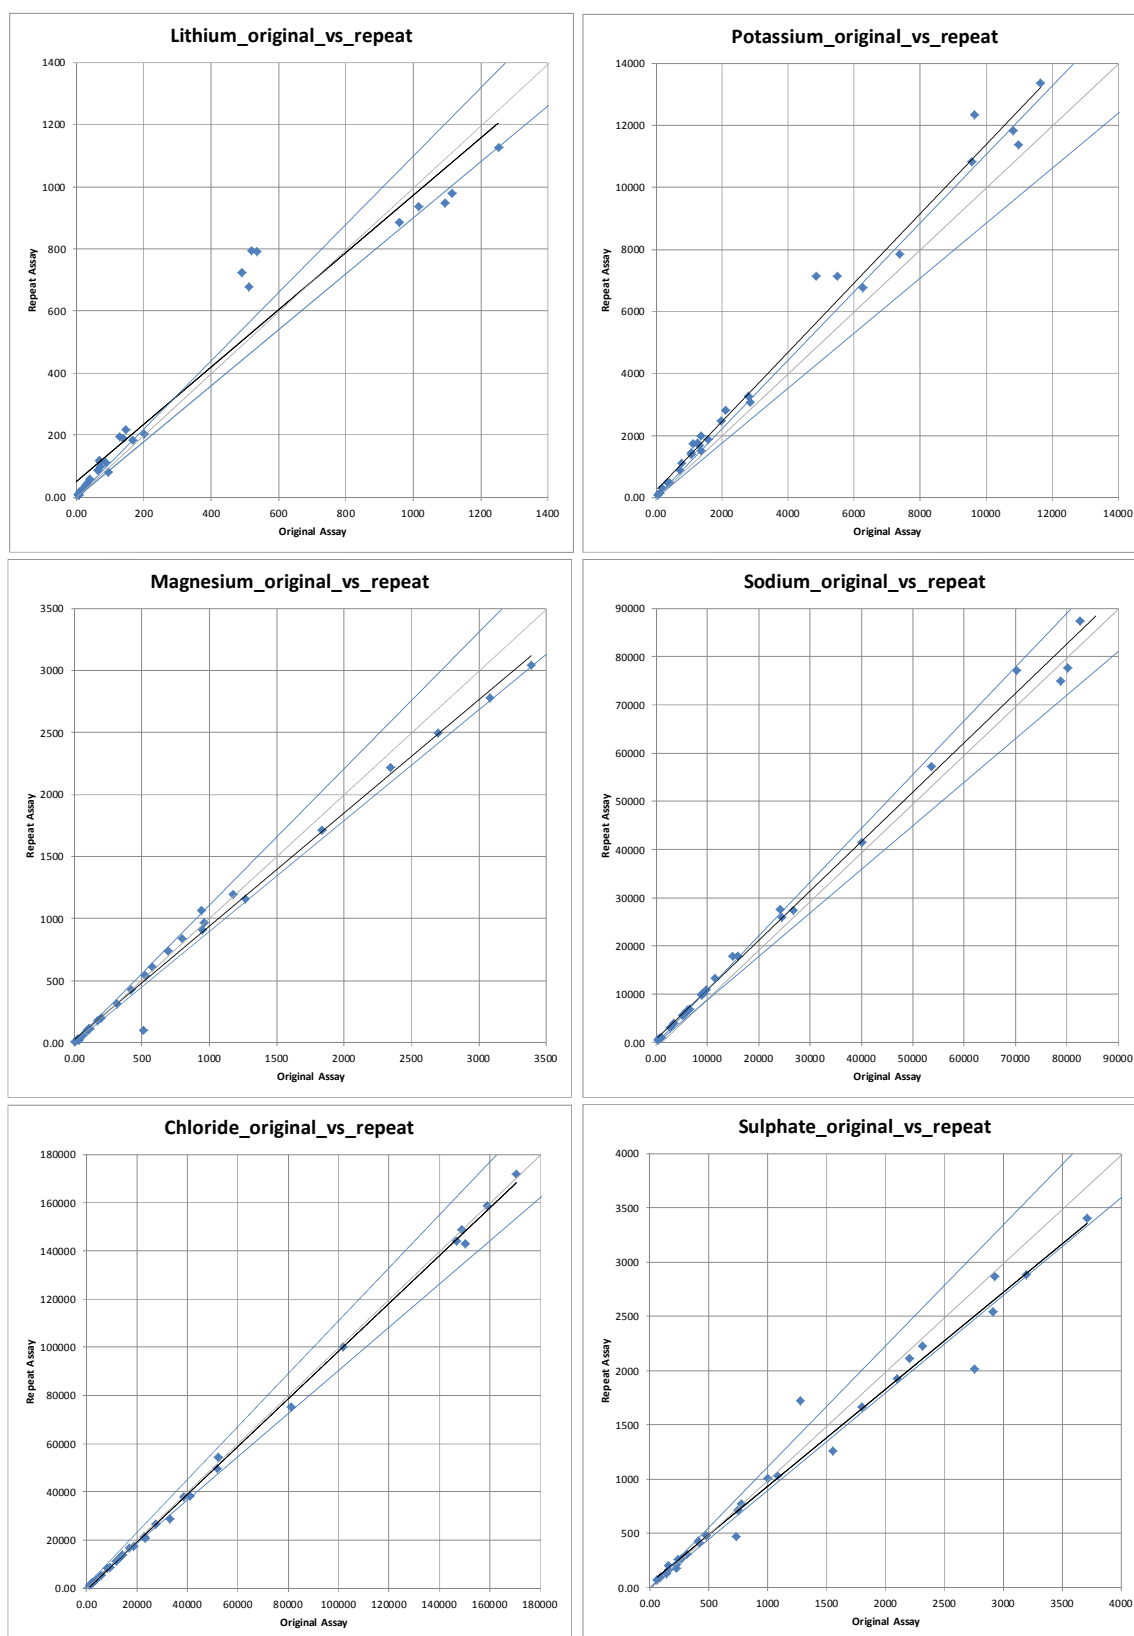 Lithium_original_vs_repeat
1400
1200
1000
800
600
400
200
0.00
Repeat Assay
0.00 200 400 600 800 1000 1200 1400
Original Assay
Potassium_original_vs_repeat
14000
12000
10000
8000
6000
4000
2000
0.00
Repeat Assay
0.00 2000 4000 6000 8000 10000 12000 14000
Original Assay
Magnesium_original_vs_repeat
3500
3000
2500
2000
1500
1000
500
0.00
Repeat Assay
0.00 500 1000 1500 2000 2500 3000 3500
Original Assay
Sodium_original_vs_repeat
90000
80000
70000
60000
50000
40000
30000
20000
10000
0.00
Repeat Assay
0.00 10000 20000 30000 40000 50000 60000 70000 80000 90000
Original Assay
Chloride_original_vs_repeat
180000
160000
140000
120000
100000
80000
60000
40000
20000
0.00
Repeat Assay
0.00 20000 40000 60000 80000 100000 120000 140000 160000 180000
Original Assay
Sulphate_original_vs_repeat
4000
3500
3000
2500
2000
1500
1000
500
0.00
Repeat Assay
0.00 500 1000 1500 2000 2500 3000 3500 4000
Original Assay